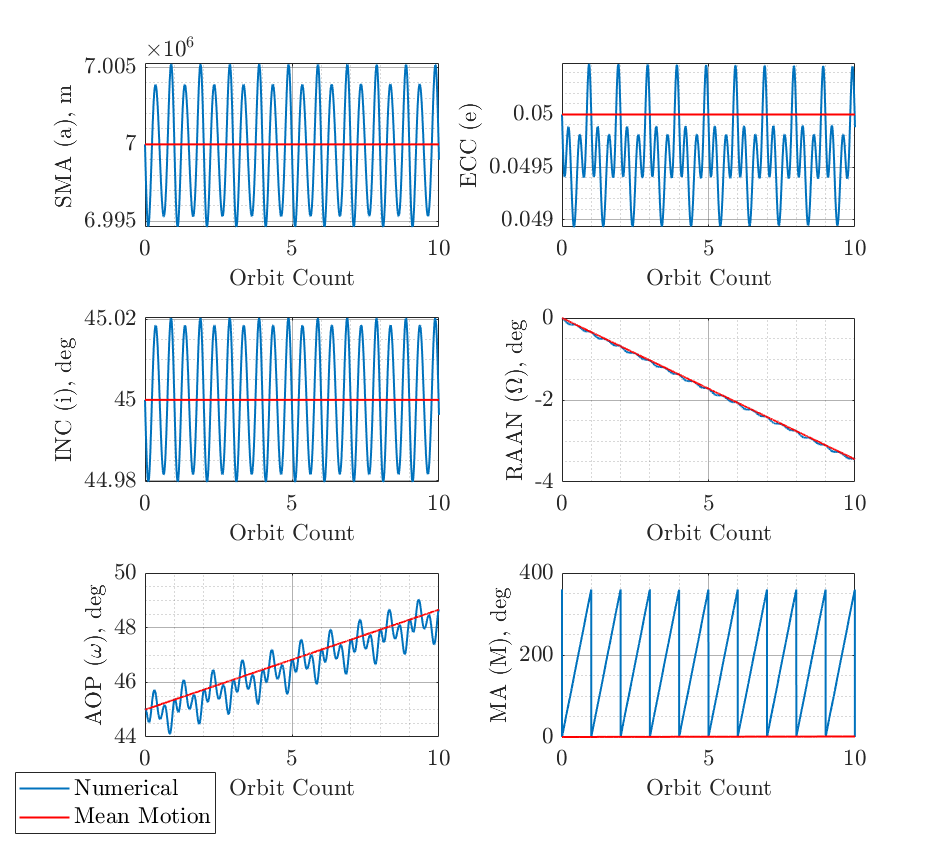 ×10⁶
SMA (a), m
7.005
7
6.995
0 5 10
Orbit Count
ECC (e)
0.05
0.0495
0.049
0 5 10
Orbit Count
INC (i), deg
45.02
45
44.98
0 5 10
Orbit Count
RAAN (Ω), deg
0
-2
-4
0 5 10
Orbit Count
AOP (ω), deg
50
48
46
44
0 5 10
Orbit Count
MA (M), deg
400
200
0
0 5 10
Orbit Count
Numerical
Mean Motion